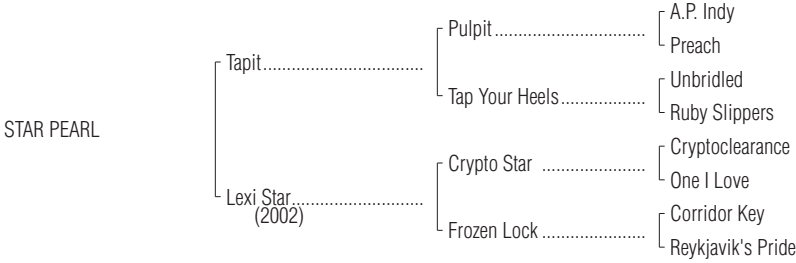 A.P. Indy
Pulpit..............................
Preach
Tapit................................
Unbridled
Tap Your Heels.................
Ruby Slippers
STAR PEARL
Cryptoclearance
Crypto Star ....................
One I Love
Lexi Star..........................
(2002)
Corridor Key
Frozen Lock ....................
Reykjavik's Pride